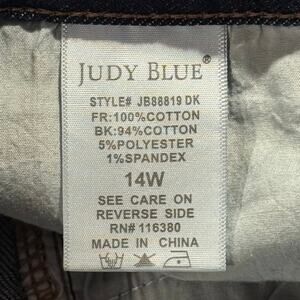 JUDY BLUE®
STYLE# JB88819 DK
FR:100%COTTON
BK:94%COTTON
5%POLYESTER
1%SPANDEX
14W
SEE CARE ON
REVERSE SIDE
RN# 116380
MADE IN CHINA